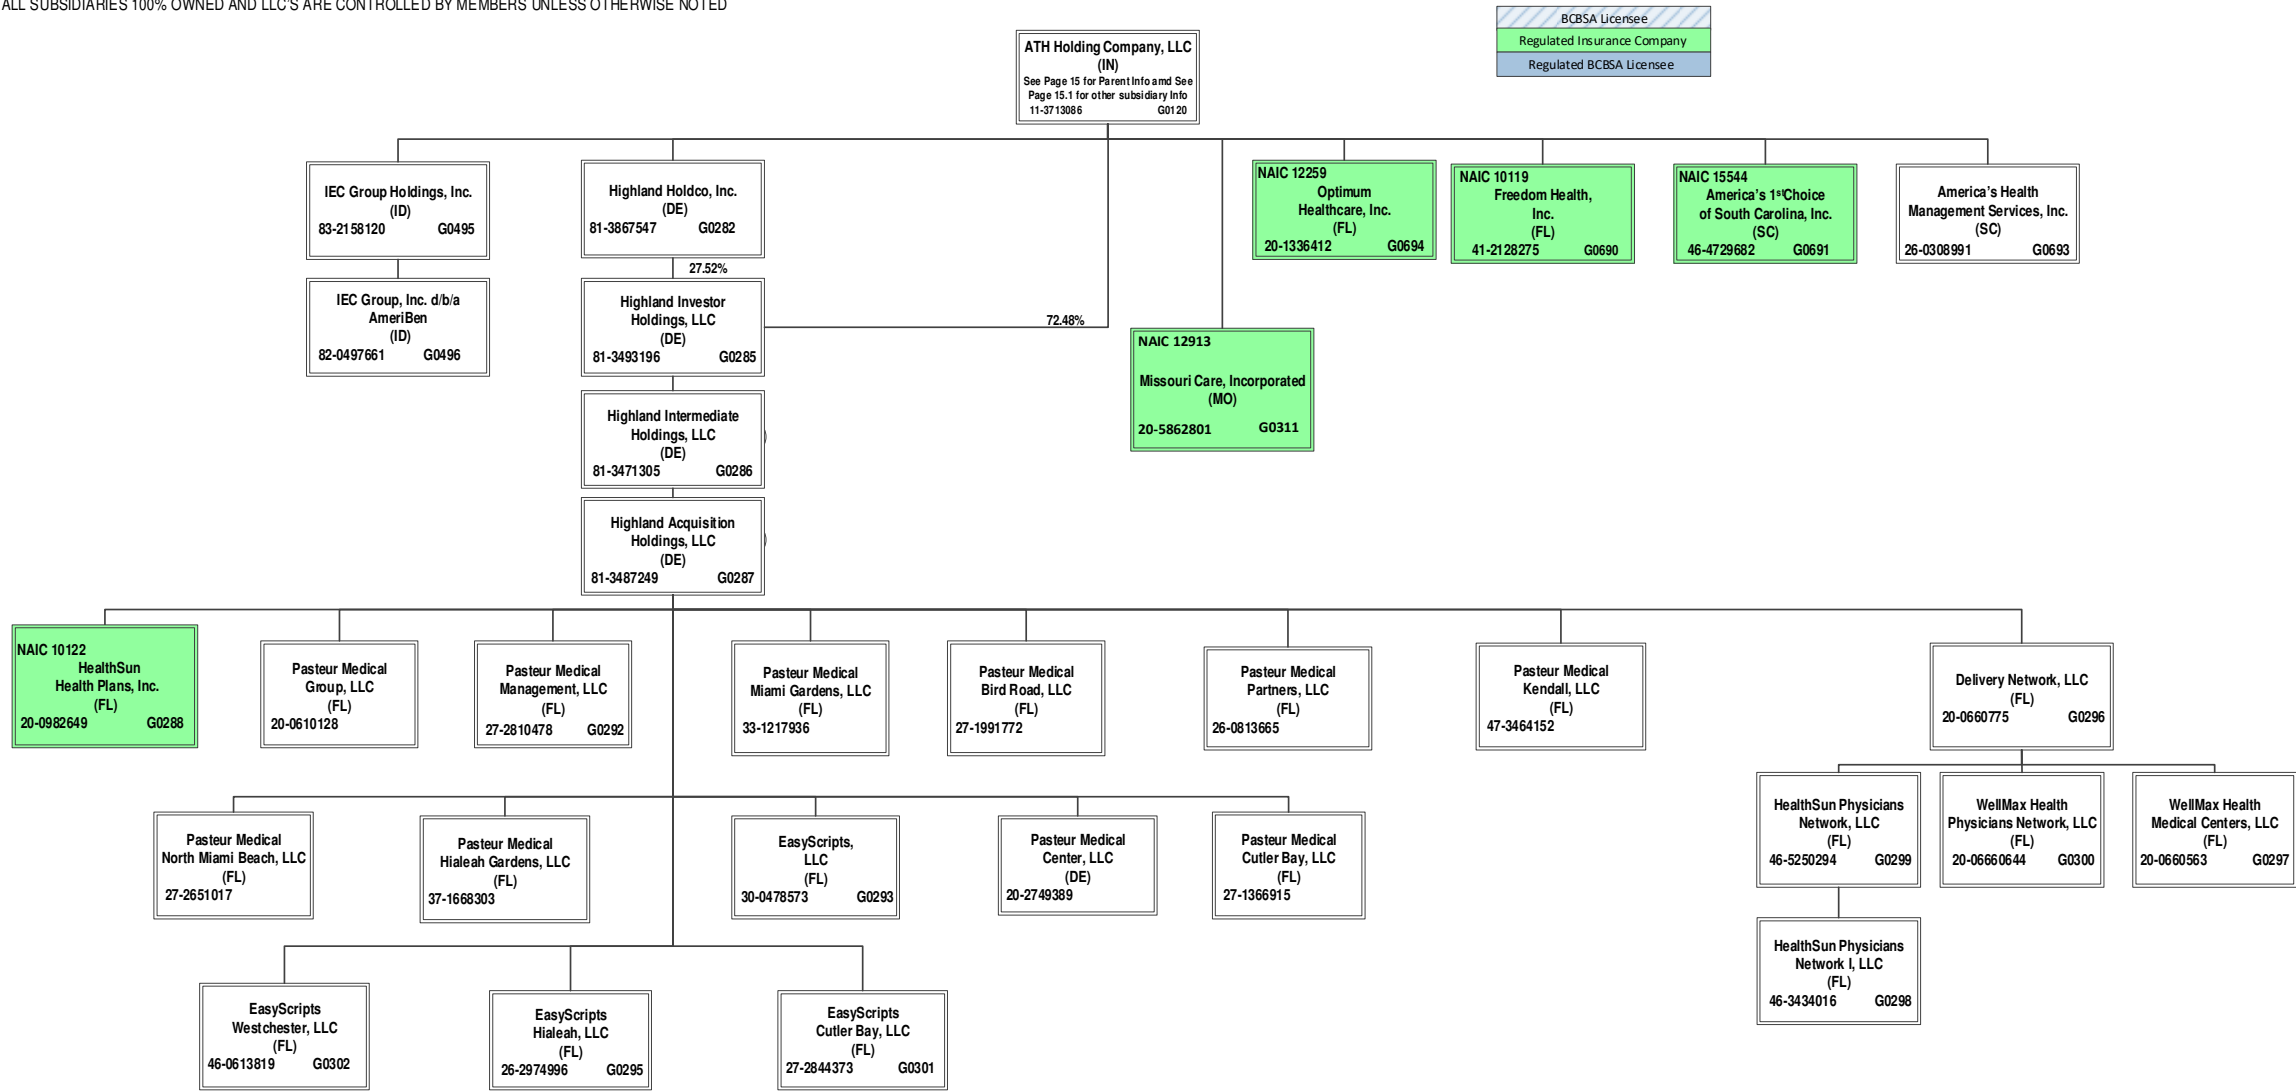 ALL SUBSIDIARIES 100% OWNED AND LLC'S ARE CONTROLLED BY MEMBERS UNLESS OTHERWISE NOTED
BCBSA Licensee
Regulated Insurance Company
Regulated BCBSA Licensee
ATH Holding Company, LLC
(IN)
See Page 15 for Parent Info amd See
Page 15.1 for other subsidiary Info
11-3713086 G0120
IEC Group Holdings, Inc.
(ID)
83-2158120 G0495
Highland Holdco, Inc.
(DE)
81-3867547 G0282
NAIC 12259
Optimum
Healthcare, Inc.
(FL)
20-1336412 G0694
NAIC 10119
Freedom Health,
Inc.
(FL)
41-2128275 G0690
NAIC 15544
America's 1st Choice
of South Carolina, Inc.
(SC)
46-4729682 G0691
America's Health
Management Services, Inc.
(SC)
26-0308991 G0693
27.52%
IEC Group, Inc. d/b/a
AmeriBen
(ID)
82-0497661 G0496
Highland Investor
Holdings, LLC
(DE)
81-3493196 G0285
72.48%
NAIC 12913
Missouri Care, Incorporated
(MO)
20-5862801 G0311
Highland Intermediate
Holdings, LLC
(DE)
81-3471305 G0286
)
Highland Acquisition
Holdings, LLC
(DE)
81-3487249 G0287
)
NAIC 10122
HealthSun
Health Plans, Inc.
(FL)
20-0982649 G0288
Pasteur Medical
Group, LLC
(FL)
20-0610128
Pasteur Medical
Management, LLC
(FL)
27-2810478 G0292
Pasteur Medical
Miami Gardens, LLC
(FL)
33-1217936
Pasteur Medical
Bird Road, LLC
(FL)
27-1991772
Pasteur Medical
Partners, LLC
(FL)
26-0813665
Pasteur Medical
Kendall, LLC
(FL)
47-3464152
Delivery Network, LLC
(FL)
20-0660775 G0296
Pasteur Medical
North Miami Beach, LLC
(FL)
27-2651017
Pasteur Medical
Hialeah Gardens, LLC
(FL)
37-1668303
EasyScripts,
LLC
(FL)
30-0478573 G0293
Pasteur Medical
Center, LLC
(DE)
20-2749389
Pasteur Medical
Cutler Bay, LLC
(FL)
27-1366915
HealthSun Physicians
Network, LLC
(FL)
46-5250294 G0299
WellMax Health
Physicians Network, LLC
(FL)
20-06660644 G0300
WellMax Health
Medical Centers, LLC
(FL)
20-0660563 G0297
HealthSun Physicians
Network I, LLC
(FL)
46-3434016 G0298
EasyScripts
Westchester, LLC
(FL)
46-0613819 G0302
EasyScripts
Hialeah, LLC
(FL)
26-2974996 G0295
EasyScripts
Cutler Bay, LLC
(FL)
27-2844373 G0301